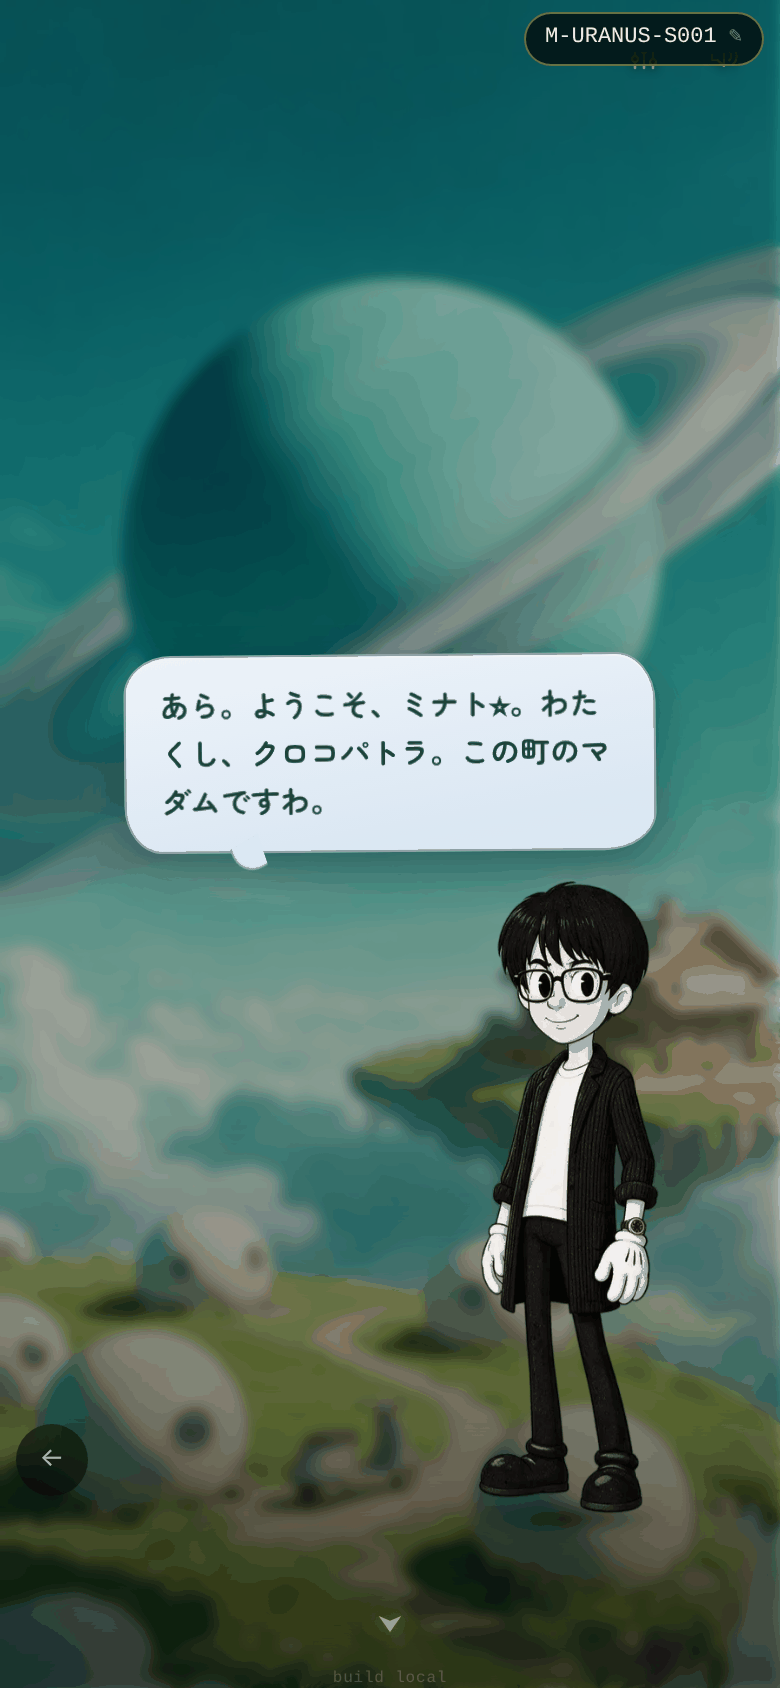 M-URANUS-S001 ✎
あら。ようこそ、ミナト★。わた
くし、クロコパトラ。この町のマ
ダムですわ。
build local